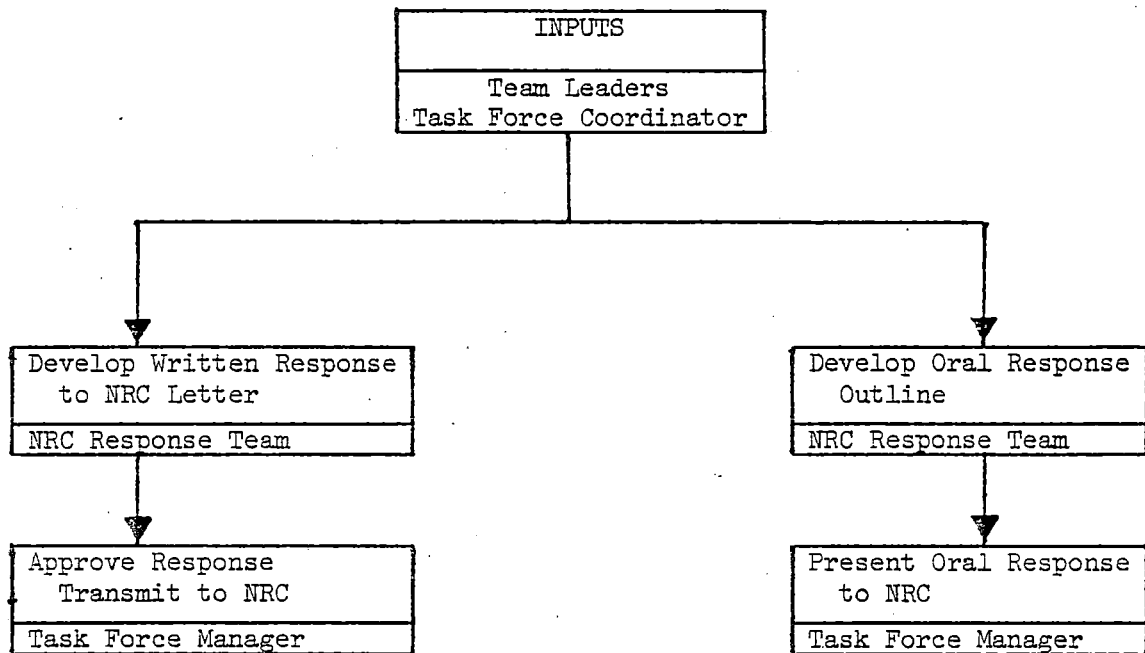 INPUTS
Team Leaders
Task Force Coordinator
Develop Written Response
to NRC Letter
NRC Response Team
Develop Oral Response
Outline
NRC Response Team
Approve Response
Transmit to NRC
Task Force Manager
Present Oral Response
to NRC
Task Force Manager